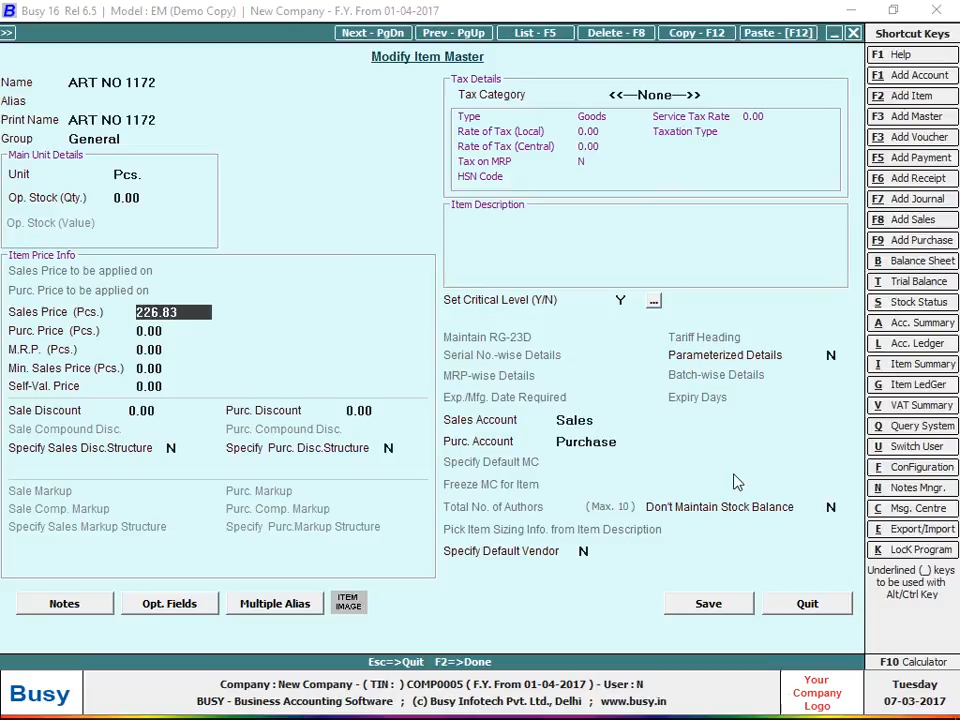 B Busy 16 Rel 6.5 | Model : EM (Demo Copy) | New Company - F.Y. From 01-04-2017
>> Next - PgDn Prev - PgUp List - F5 Delete - F8 Copy - F12 Paste - [F12]
Modify Item Master
Name ART NO 1172
Alias
Print Name ART NO 1172
Group General
Main Unit Details
Unit Pcs.
Op. Stock (Qty.) 0.00
Op. Stock (Value)
Item Price Info
Sales Price to be applied on
Purc. Price to be applied on
Sales Price (Pcs.) 226.83
Purc. Price (Pcs.) 0.00
M.R.P. (Pcs.) 0.00
Min. Sales Price (Pcs.) 0.00
Self-Val. Price 0.00
Sale Discount 0.00 Purc. Discount 0.00
Sale Compound Disc. Purc. Compound Disc.
Specify Sales Disc.Structure N Specify Purc. Disc.Structure N
Sale Markup Purc. Markup
Sale Comp. Markup Purc. Comp. Markup
Specify Sales Markup Structure Specify Purc.Markup Structure
Notes Opt. Fields Multiple Alias ITEM IMAGE
Tax Details
Tax Category <<—None—>>
Type Goods Service Tax Rate 0.00
Rate of Tax (Local) 0.00 Taxation Type
Rate of Tax (Central) 0.00
Tax on MRP N
HSN Code
Item Description
Set Critical Level (Y/N) Y ...
Maintain RG-23D Tariff Heading
Serial No.-wise Details Parameterized Details N
MRP-wise Details Batch-wise Details
Exp./Mfg. Date Required Expiry Days
Sales Account Sales
Purc. Account Purchase
Specify Default MC
Freeze MC for Item
Total No. of Authors (Max. 10) Don't Maintain Stock Balance N
Pick Item Sizing Info. from Item Description
Specify Default Vendor N
Save Quit
Shortcut Keys
F1 Help
F1 Add Account
F2 Add Item
F3 Add Master
F3 Add Voucher
F5 Add Payment
F6 Add Receipt
F7 Add Journal
F8 Add Sales
F9 Add Purchase
B Balance Sheet
T Trial Balance
S Stock Status
A Acc. Summary
L Acc. Ledger
I Item Summary
G Item LedGer
V VAT Summary
Q Query System
U Switch User
F Configuration
N Notes Mngr.
C Msg. Centre
E Export/Import
K LocK Program
Underlined (_) keys
to be used with
Alt/Ctrl Key
Esc=>Quit F2=>Done
F10 Calculator
Busy
Company : New Company - ( TIN : ) COMP0005 ( F.Y. From 01-04-2017 ) - User : N
BUSY - Business Accounting Software ; (c) Busy Infotech Pvt. Ltd., Delhi ; www.busy.in
Your
Company
Logo
Tuesday
07-03-2017